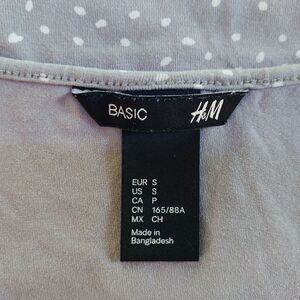 BASIC H&M
EUR S
US S
CA P
CN 165/88A
MX CH
Made in
Bangladesh